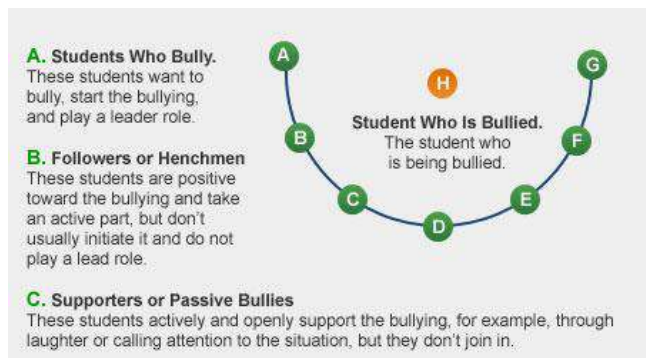 A. Students Who Bully.
These students want to
bully, start the bullying,
and play a leader role.
B. Followers or Henchmen
These students are positive
toward the bullying and take
an active part, but don't
usually initiate it and do not
play a lead role.
C. Supporters or Passive Bullies
These students actively and openly support the bullying, for example, through
laughter or calling attention to the situation, but they don't join in.
A
B
C
D
E
F
G
H
Student Who Is Bullied.
The student who
is being bullied.